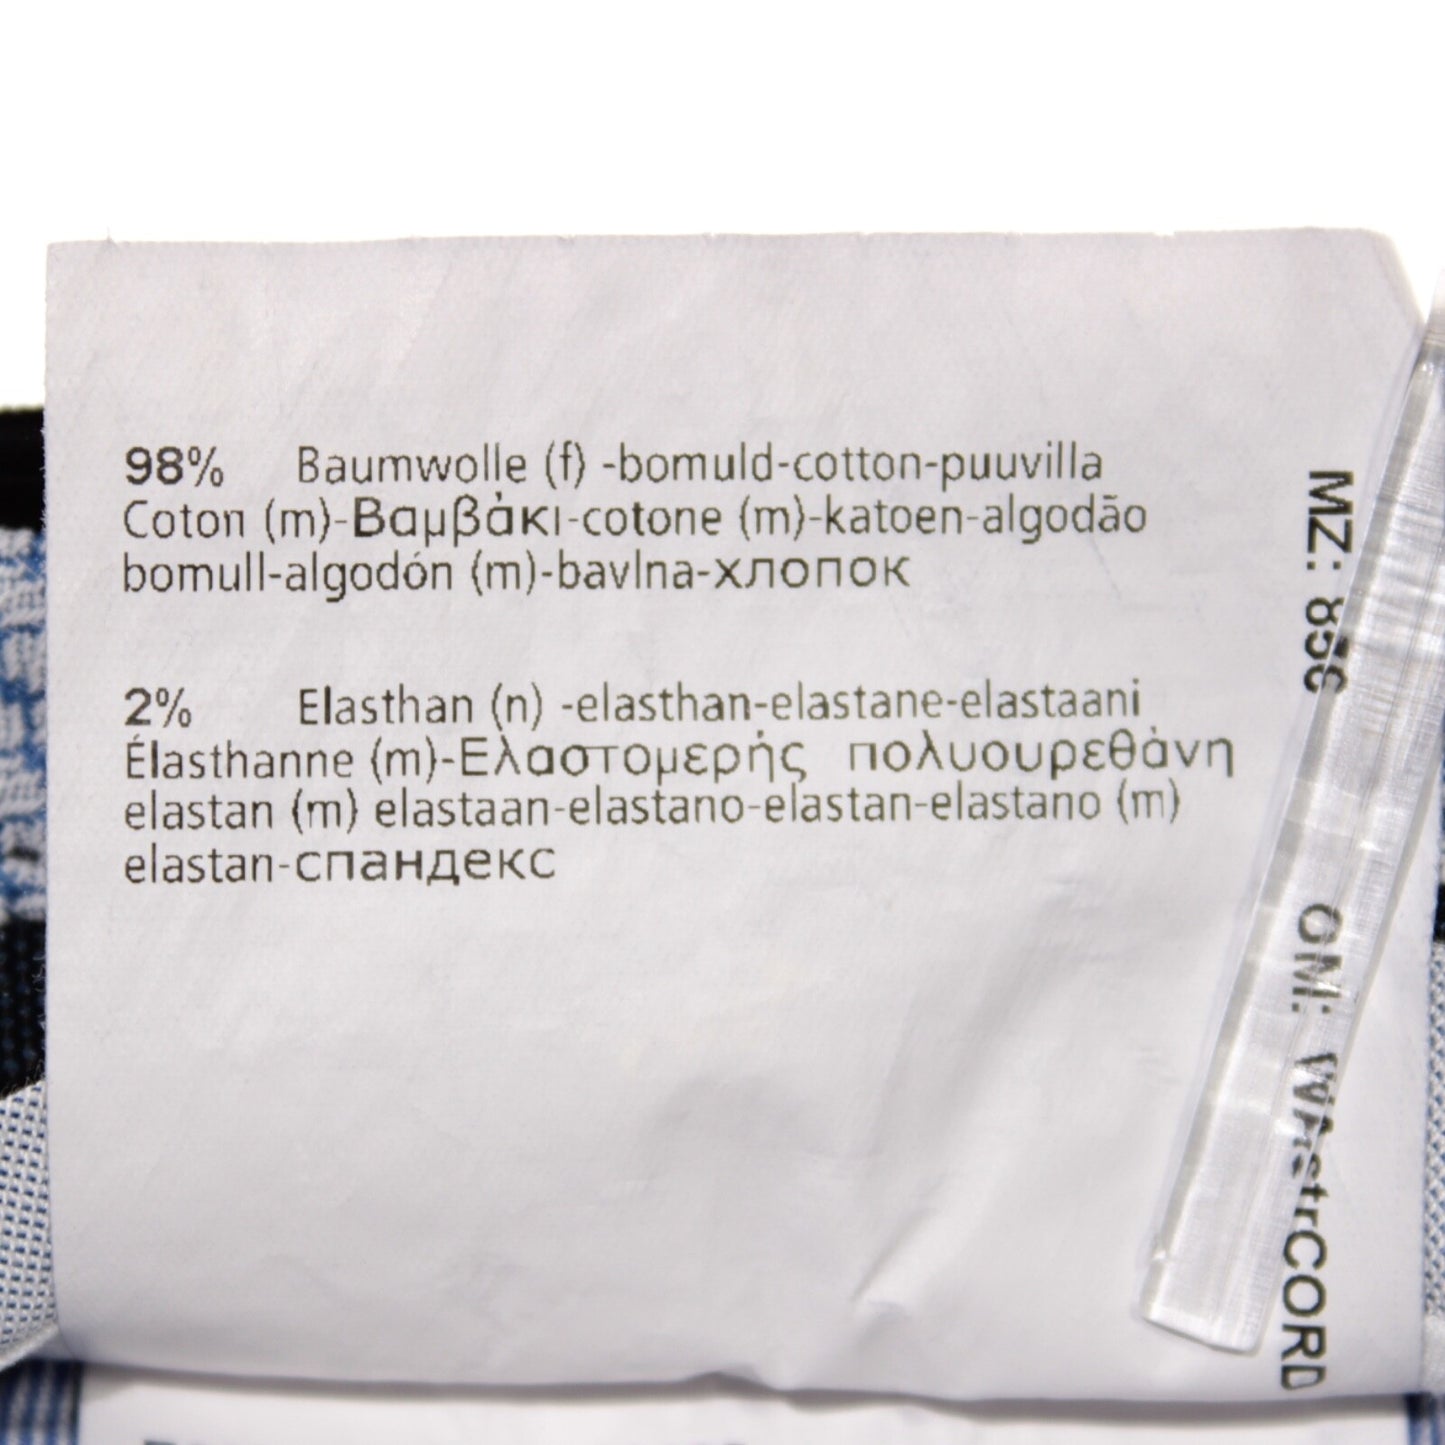 98% Baumwolle (f) -bomuld-cotton-puuvilla
Coton (m)-Βαμβάκι-cotone (m)-katoen-algodão
bomull-algodón (m)-bavlna-хлопок
2% Elasthan (n) -elasthan-elastane-elastaani
Élasthanne (m)-Ελαστομερής πολυουρεθάνη
elastan (m) elastaan-elastano-elastan-elastano (m)
elastan-спандекс
MZ:
OM: